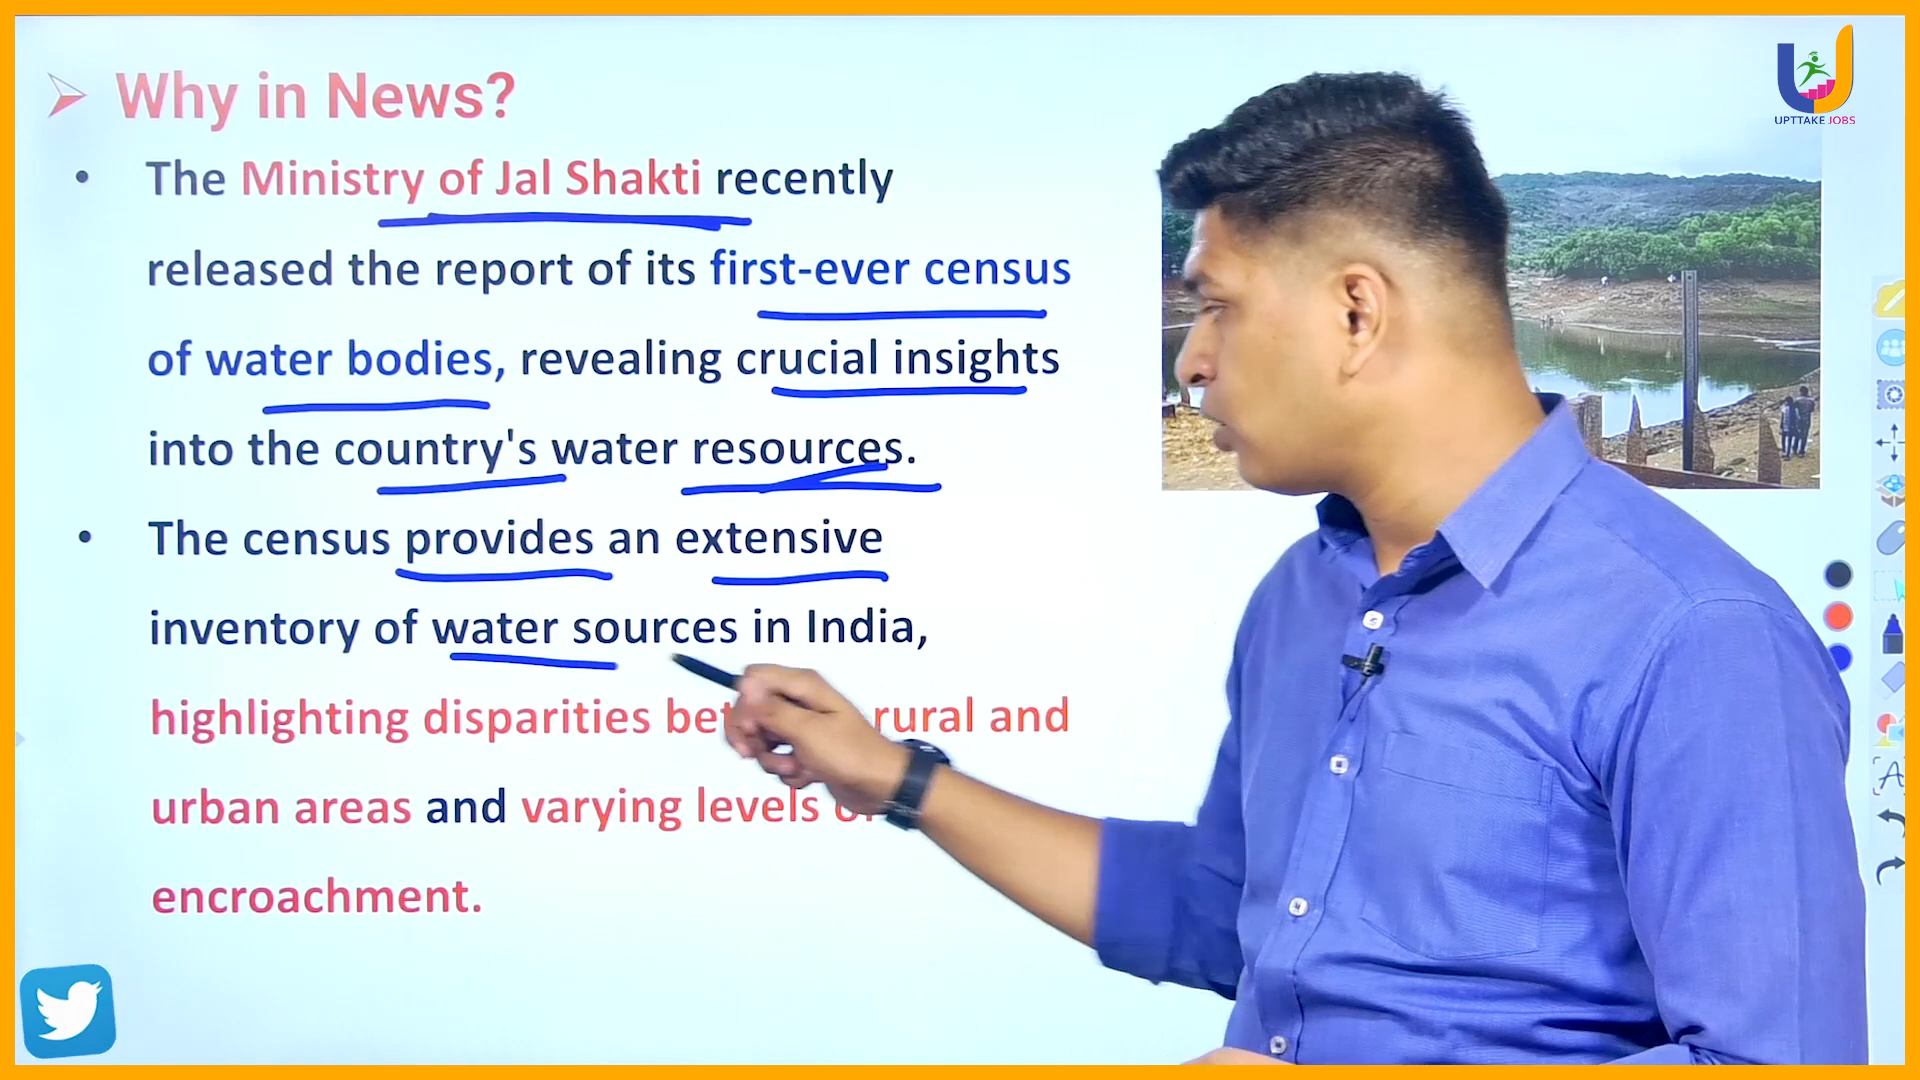 Why in News?
UPTTAKE JOBS
• The Ministry of Jal Shakti recently
released the report of its first-ever census
of water bodies, revealing crucial insights
into the country's water resources.
• The census provides an extensive
inventory of water sources in India,
highlighting disparities rural and
urban areas and varying levels
encroachment.